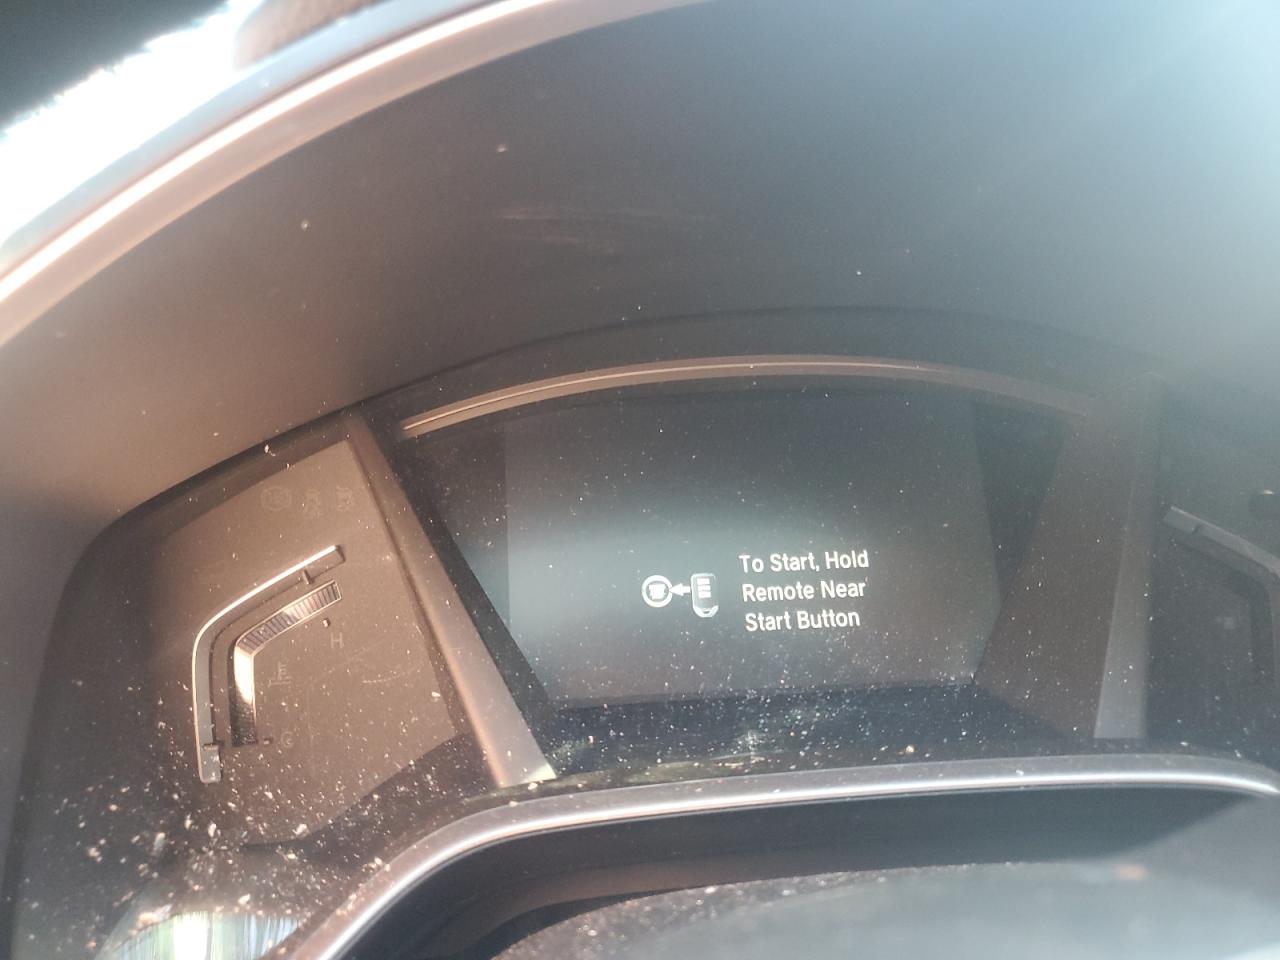 To Start, Hold
Remote Near
Start Button
H
C